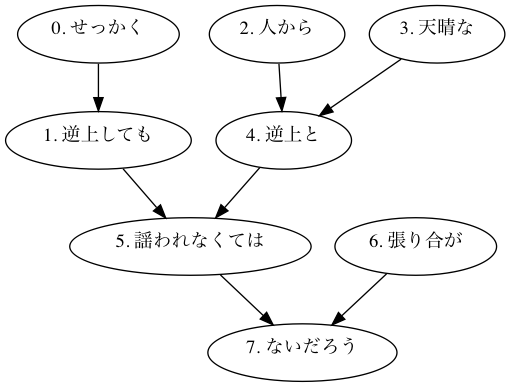 0. せっかく
2. 人から
3. 天晴な
1. 逆上しても
4. 逆上と
5. 謡われなくては
6. 張り合が
7. ないだろう